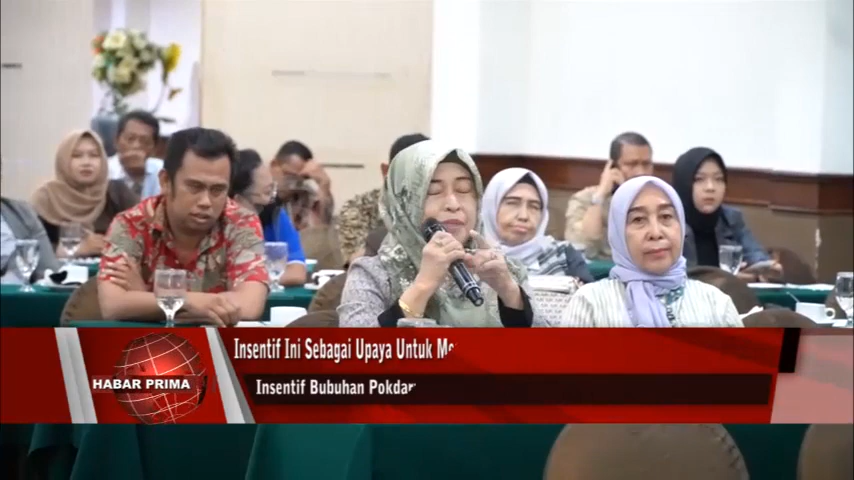 Insentif Ini Sebagai Upaya Untuk
HABAR PRIMA
Insentif Bubuhan